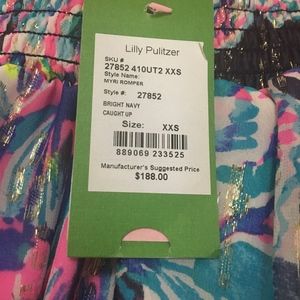 Lilly Pulitzer
SKU #
27852 410UT2 XXS
Style Name:
MYRI ROMPER
Style #: 27852
BRIGHT NAVY
CAUGHT UP
Size: XXS
889069 233525
Manufacturer's Suggested Price
$188.00